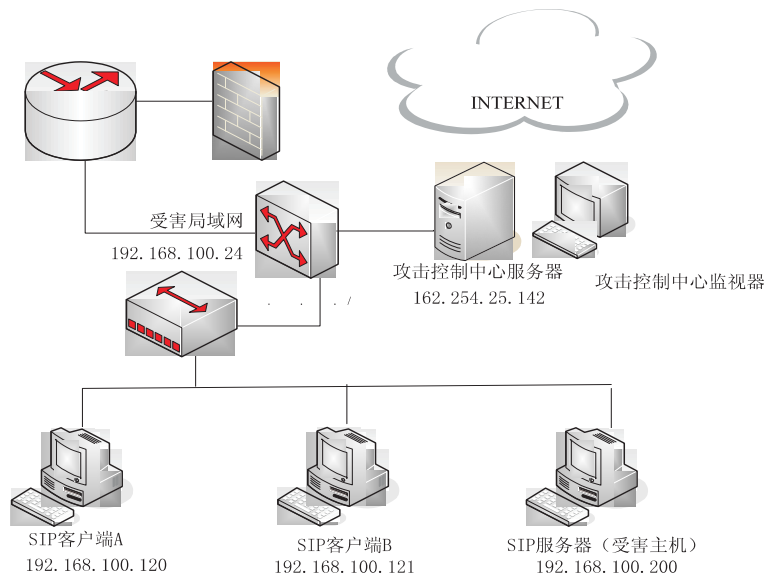 INTERNET
受害局域网
192.168.100.24
攻击控制中心服务器
162.254.25.142
攻击控制中心监视器
. . . /
SIP客户端A
192.168.100.120
SIP客户端B
192.168.100.121
SIP服务器（受害主机）
192.168.100.200